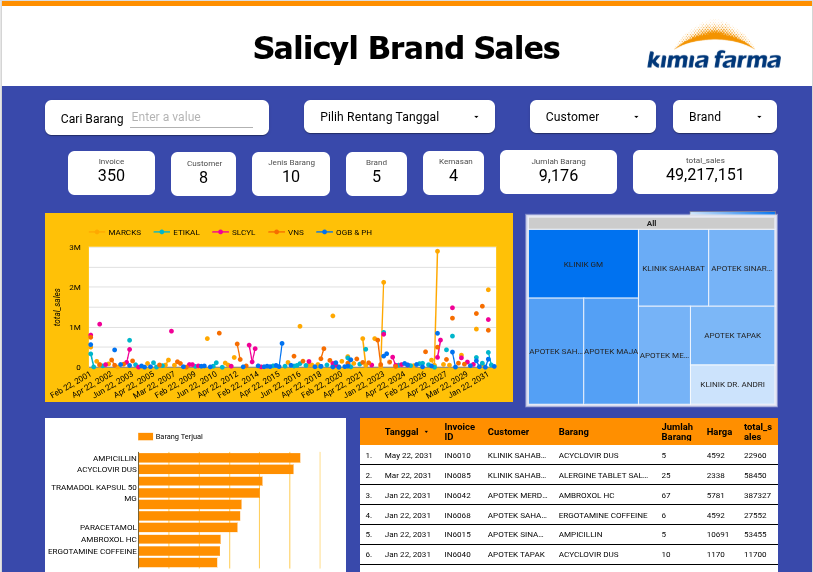 Salicyl Brand Sales
kimia farma
Cari Barang Enter a value
Pilih Rentang Tanggal
Customer
Brand
Invoice
350
Customer
8
Jenis Barang
10
Brand
5
Kemasan
4
Jumlah Barang
9,176
total_sales
49,217,151
MARCKS ETIKAL SLCYL VNS OGB & PH
3M
2M
1M
0
total_sales
Feb 22, 2001
Apr 22, 2002
Jun 22, 2003
Apr 22, 2005
Mar 22, 2007
Feb 22, 2009
Jun 22, 2010
Apr 22, 2012
Feb 22, 2014
Apr 22, 2015
Jun 22, 2016
Apr 22, 2018
Feb 22, 2020
Apr 22, 2021
Jan 22, 2023
Apr 22, 2024
Feb 22, 2026
Apr 22, 2027
Mar 22, 2029
Jan 22, 2031
All
KLINIK GM
KLINIK SAHABAT
APOTEK SINAR...
APOTEK SAH...
APOTEK MAJA
APOTEK ME...
APOTEK TAPAK
KLINIK DR. ANDRI
Barang Terjual
AMPICILLIN
ACYCLOVIR DUS
TRAMADOL KAPSUL 50
MG
PARACETAMOL
AMBROXOL HC
ERGOTAMINE COFFEINE
Tanggal Invoice ID Customer Barang Jumlah Barang Harga total_sales
1. May 22, 2031 IN6010 KLINIK SAHAB... ACYCLOVIR DUS 5 4592 22960
2. Mar 22, 2031 IN6085 KLINIK SAHAB... ALERGINE TABLET SAL... 25 2338 58450
3. Jan 22, 2031 IN6042 APOTEK MERD... AMBROXOL HC 67 5781 387327
4. Jan 22, 2031 IN6068 APOTEK SAHA... ERGOTAMINE COFFEINE 6 4592 27552
5. Jan 22, 2031 IN6015 APOTEK SINA... AMPICILLIN 5 10691 53455
6. Jan 22, 2031 IN6040 APOTEK TAPAK ACYCLOVIR DUS 10 1170 11700